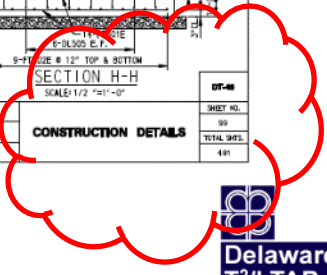 6-DL505 E.F.
9-FT602E @ 12" TOP & BOTTOM
SECTION H-H
SCALE:1/2 "=1'-0"
DT-46
SHEET NO.
CONSTRUCTION DETAILS
99
TOTAL SHTS.
491
Delaware